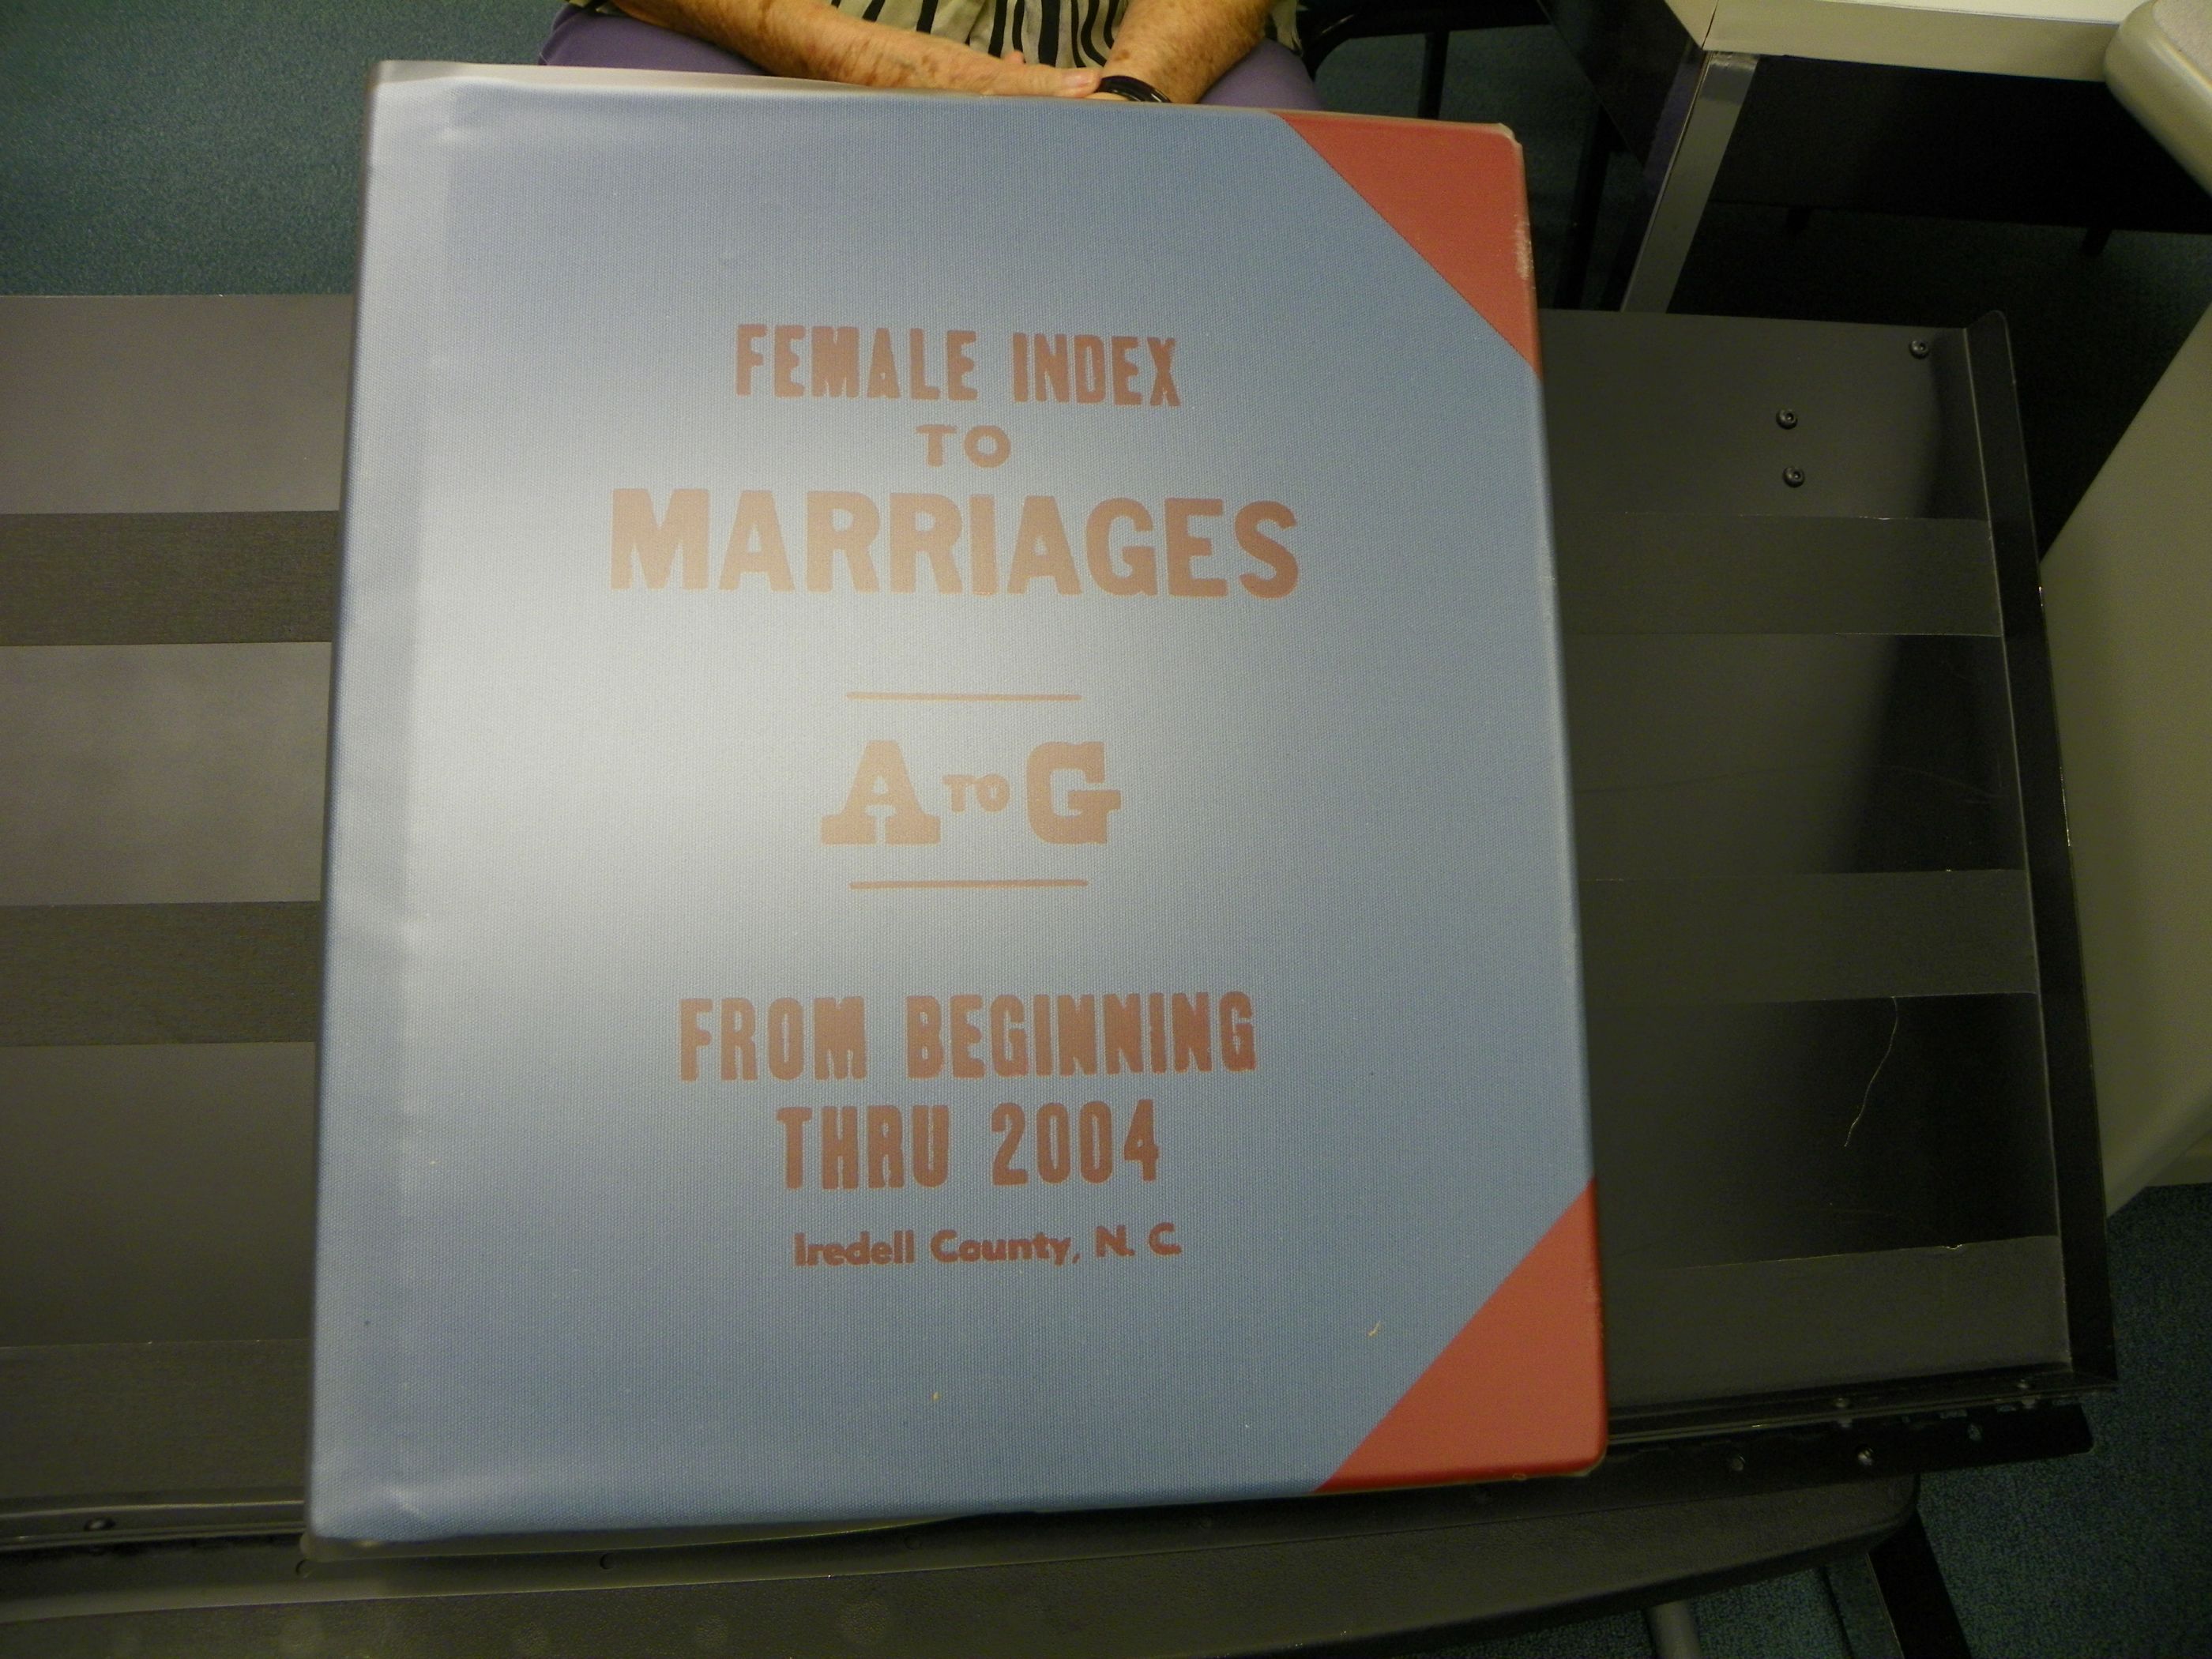 FEMALE INDEX
TO
MARRIAGES
A TO G
FROM BEGINNING
THRU 2004
Iredell County, N. C.